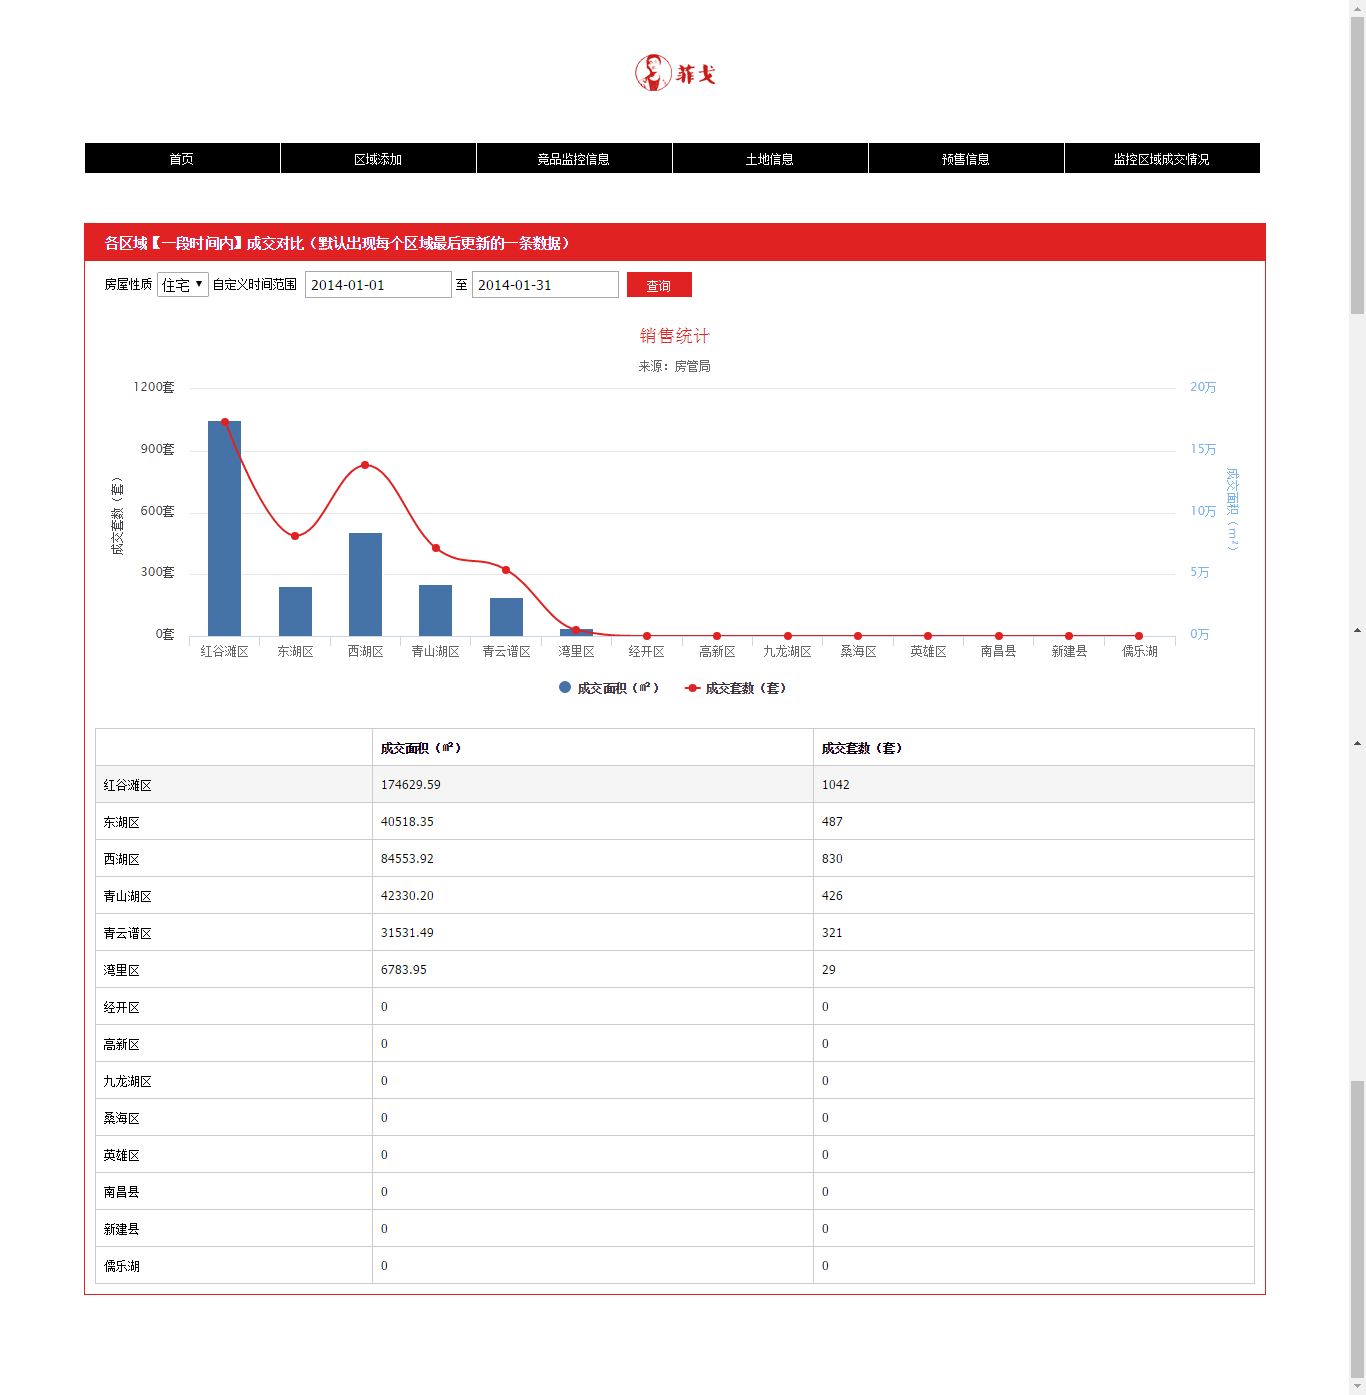 菲戈
首页 区域添加 竞品监控信息 土地信息 预售信息 监控区域成交情况
各区域【一段时间内】成交对比（默认出现每个区域最后更新的一条数据）
房屋性质 住宅 自定义时间范围 2014-01-01 至 2014-01-31 查询
销售统计
来源：房管局
1200套 20万
900套 15万
600套 10万
300套 5万
0套 0万
成交套数（套）
成交面积（m²）
红谷滩区 东湖区 西湖区 青山湖区 青云谱区 湾里区 经开区 高新区 九龙湖区 桑海区 英雄区 南昌县 新建县 儒乐湖
成交面积（㎡） 成交套数（套）
成交面积（㎡） 成交套数（套）
红谷滩区 174629.59 1042
东湖区 40518.35 487
西湖区 84553.92 830
青山湖区 42330.20 426
青云谱区 31531.49 321
湾里区 6783.95 29
经开区 0 0
高新区 0 0
九龙湖区 0 0
桑海区 0 0
英雄区 0 0
南昌县 0 0
新建县 0 0
儒乐湖 0 0